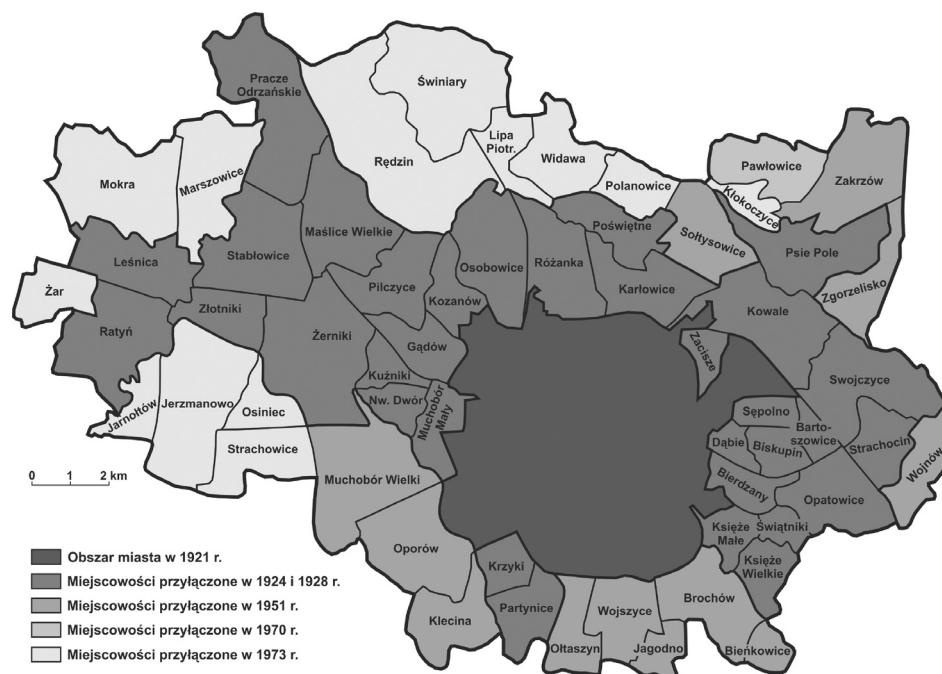 Pracze
Odrzańskie
Świniary
Lipa
Piotr.
Widawa
Rędzin
Polanowice
Pawłowice
Zakrzów
Kłokoczyce
Mokra
Marszowice
Maślice Wielkie
Osobowice
Różanka
Poświętne
Sołtysowice
Psie Pole
Leśnica
Stabłowice
Pilczyce
Kozanów
Karłowice
Zgorzelisko
Żar
Ratyń
Złotniki
Żerniki
Gądów
Kowale
Zacisze
Kuźniki
Nw. Dwór
Muchobór
Mały
Swojczyce
Jarnołtów
Jerzmanowo
Osiniec
Strachowice
Sępolno
Barto-
szowice
Dąbie
Biskupin
Strachocin
Wojnów
Muchobór Wielki
Bierdzany
Opatowice
Księże
Małe
Świątniki
Księże
Wielkie
Oporów
Krzyki
Partynice
Klecina
Ołtaszyn
Wojszyce
Jagodno
Brochów
Bieńkowice
0 1 2 km
Obszar miasta w 1921 r.
Miejscowości przyłączone w 1924 i 1928 r.
Miejscowości przyłączone w 1951 r.
Miejscowości przyłączone w 1970 r.
Miejscowości przyłączone w 1973 r.